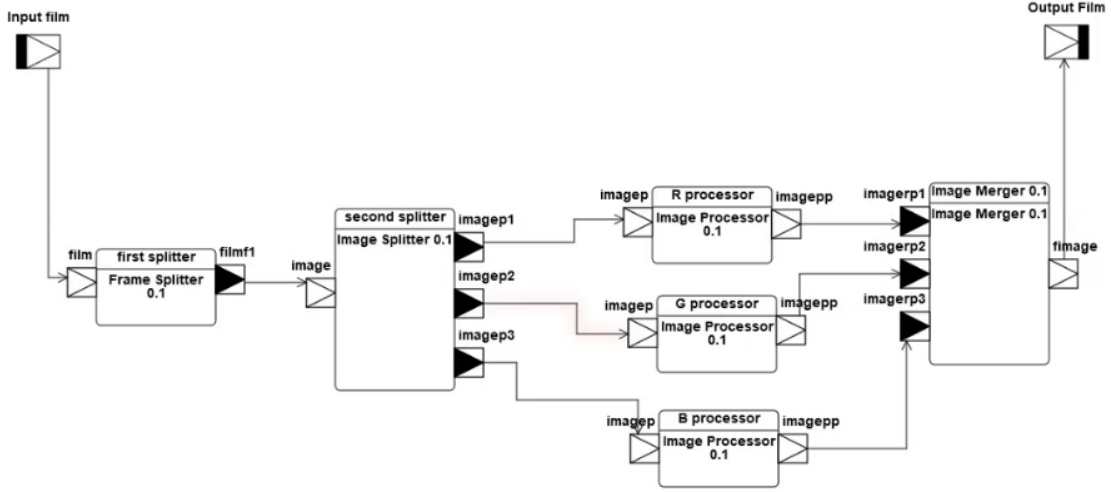 Input film
Output Film
film
first splitter
filmf1
Frame Splitter
0.1
image
second splitter
Image Splitter 0.1
imagep1
imagep2
imagep3
imagep
R processor
imagepp
Image Processor
0.1
imagep
G processor
imagepp
Image Processor
0.1
imagep
B processor
imagepp
Image Processor
0.1
imagerp1
imagerp2
imagerp3
Image Merger 0.1
Image Merger 0.1
fimage